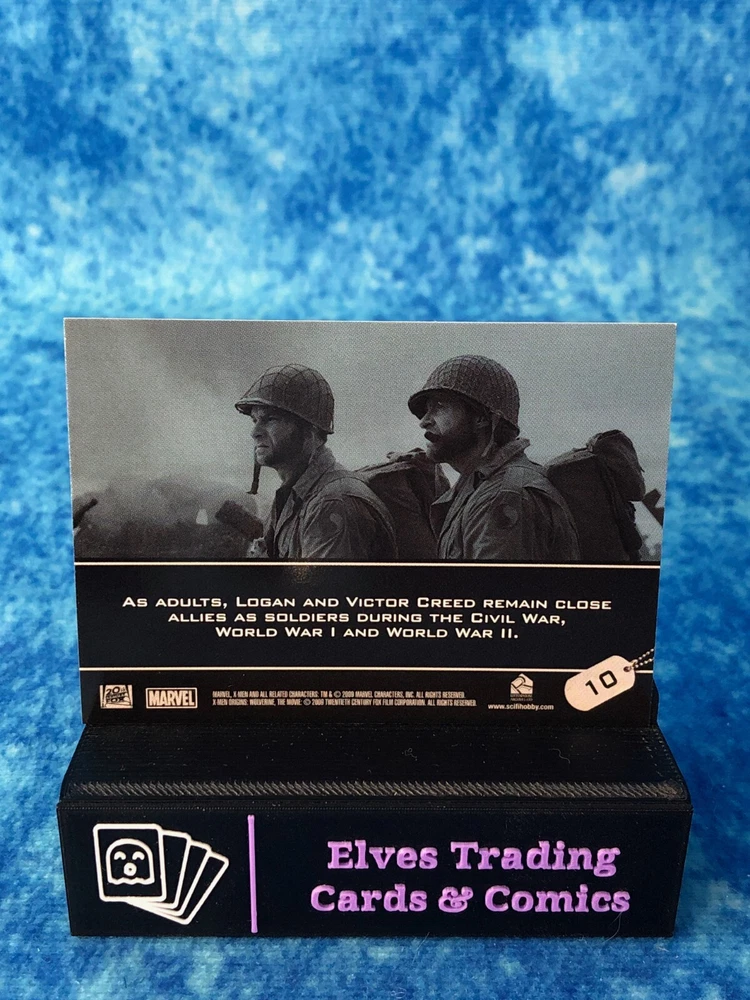 As adults, Logan and Victor Creed remain close
allies as soldiers during the Civil War,
World War I and World War II.
20th
Century
Fox
MARVEL
MARVEL, X-MEN AND ALL RELATED CHARACTERS: TM & © 2009 MARVEL CHARACTERS, INC. ALL RIGHTS RESERVED.
X-MEN ORIGINS: WOLVERINE, THE MOVIE: © 2009 TWENTIETH CENTURY FOX FILM CORPORATION. ALL RIGHTS RESERVED.
www.scifihobby.com
10
Elves Trading
Cards & Comics